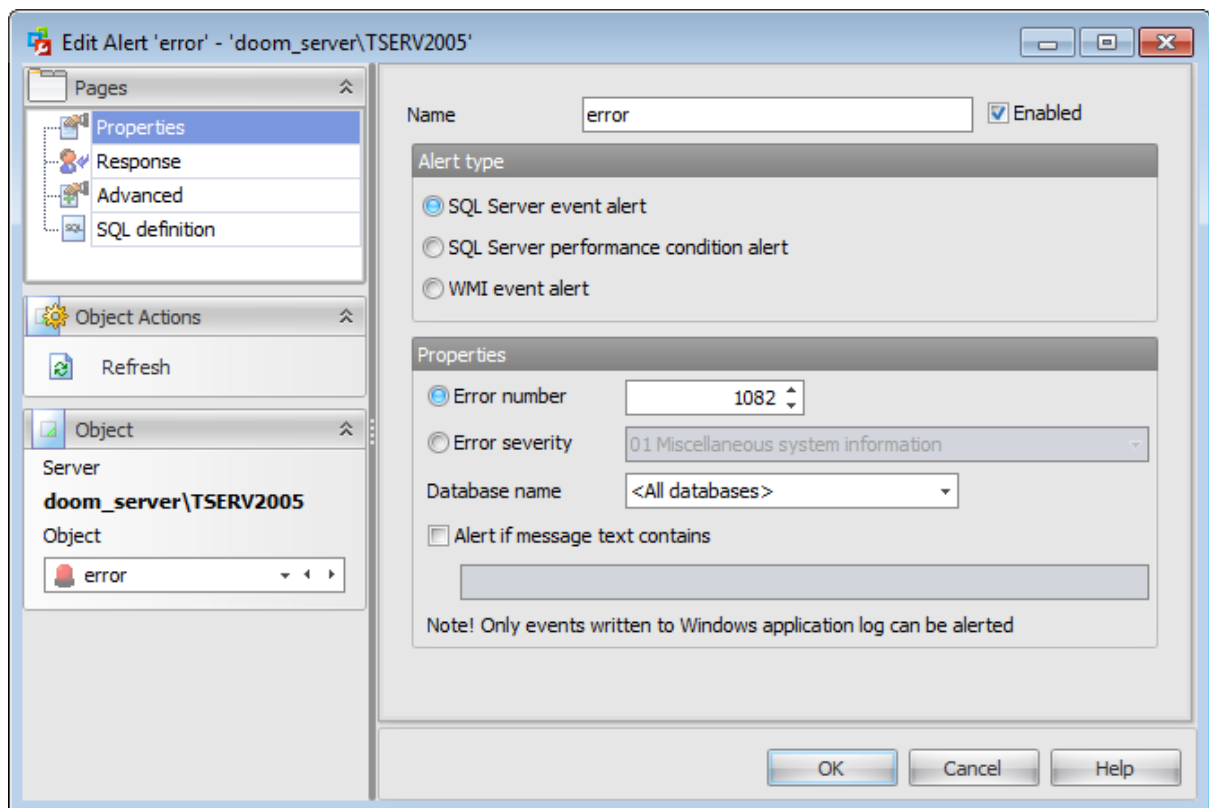 Edit Alert 'error' - 'doom_server\TSERV2005'
Pages
Properties
Response
Advanced
SQL
SQL definition
Object Actions
Refresh
Object
Server
doom_server\TSERV2005
Object
error
Name error Enabled
Alert type
SQL Server event alert
SQL Server performance condition alert
WMI event alert
Properties
Error number 1082
Error severity 01 Miscellaneous system information
Database name <All databases>
Alert if message text contains
Note! Only events written to Windows application log can be alerted
OK Cancel Help